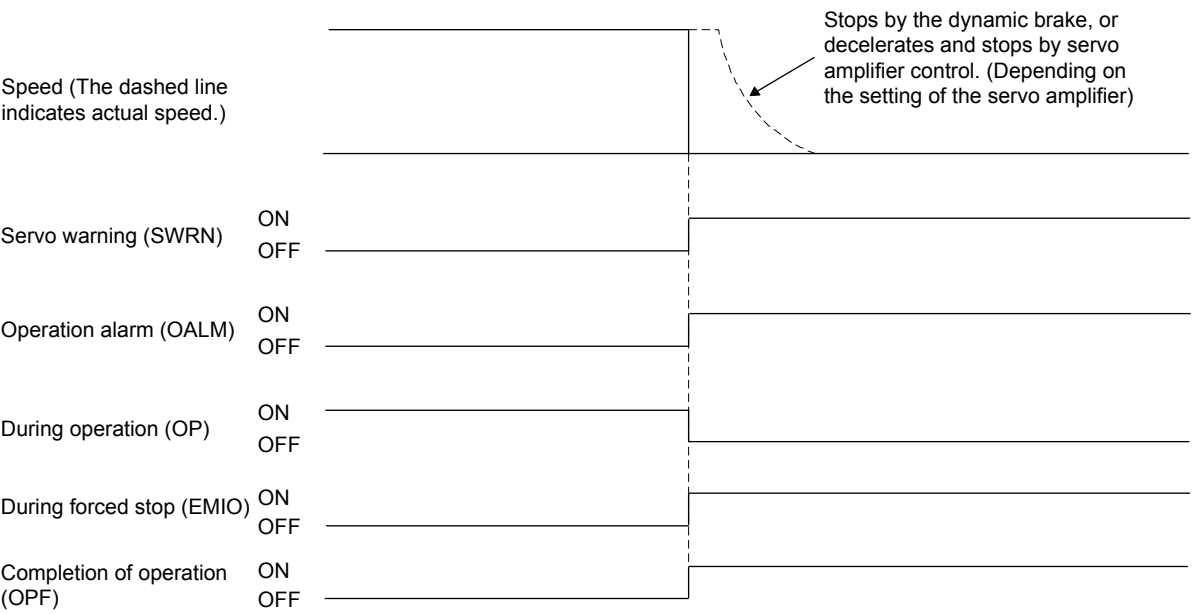 Stops by the dynamic brake, or
decelerates and stops by servo
amplifier control. (Depending on
the setting of the servo amplifier)
Speed (The dashed line
indicates actual speed.)
Servo warning (SWRN)
ON
OFF
Operation alarm (OALM)
ON
OFF
During operation (OP)
ON
OFF
During forced stop (EMIO)
ON
OFF
Completion of operation
(OPF)
ON
OFF